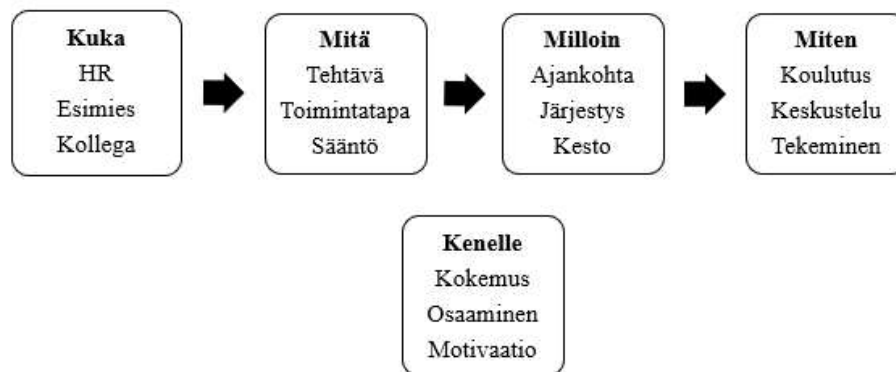 Kuka
HR
Esimies
Kollega
Mitä
Tehtävä
Toimintatapa
Sääntö
Milloin
Ajankohta
Järjestys
Kesto
Miten
Koulutus
Keskustelu
Tekeminen
Kenelle
Kokemus
Osaaminen
Motivaatio